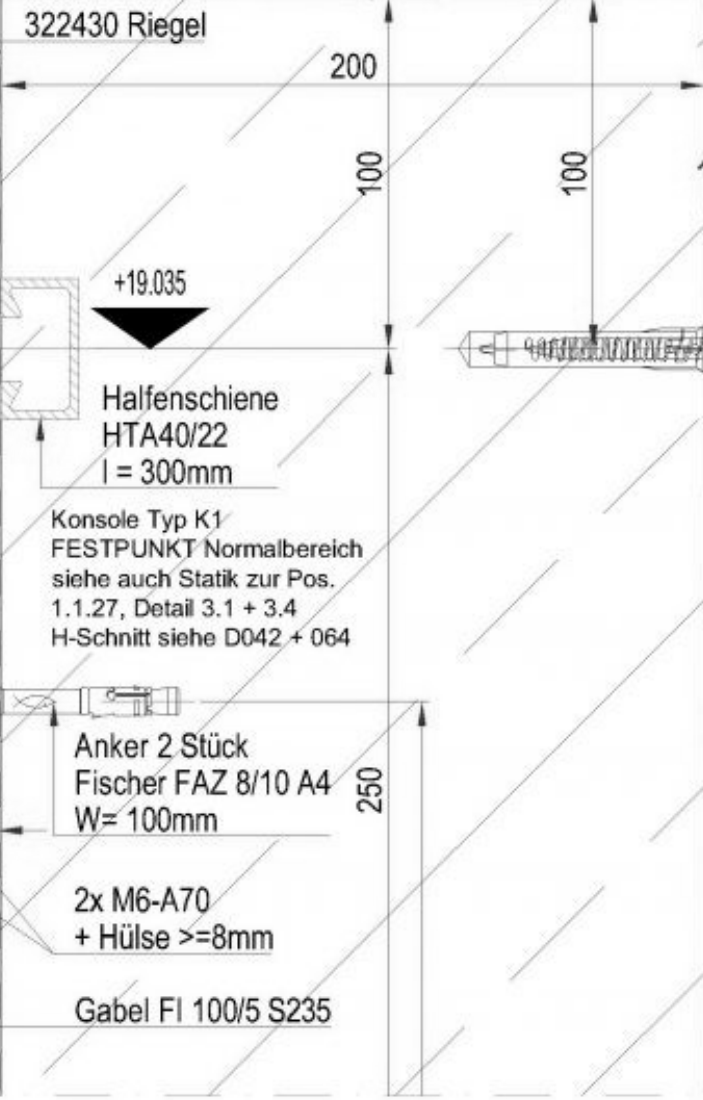 322430 Riegel
200
100
100
+19.035
Halfenschiene
HTA40/22
l = 300mm
Konsole Typ K1
FESTPUNKT Normalbereich
siehe auch Statik zur Pos.
1.1.27, Detail 3.1 + 3.4
H-Schnitt siehe D042 + 064
Anker 2 Stück
Fischer FAZ 8/10 A4
W= 100mm
250
2x M6-A70
+ Hülse >=8mm
Gabel Fl 100/5 S235